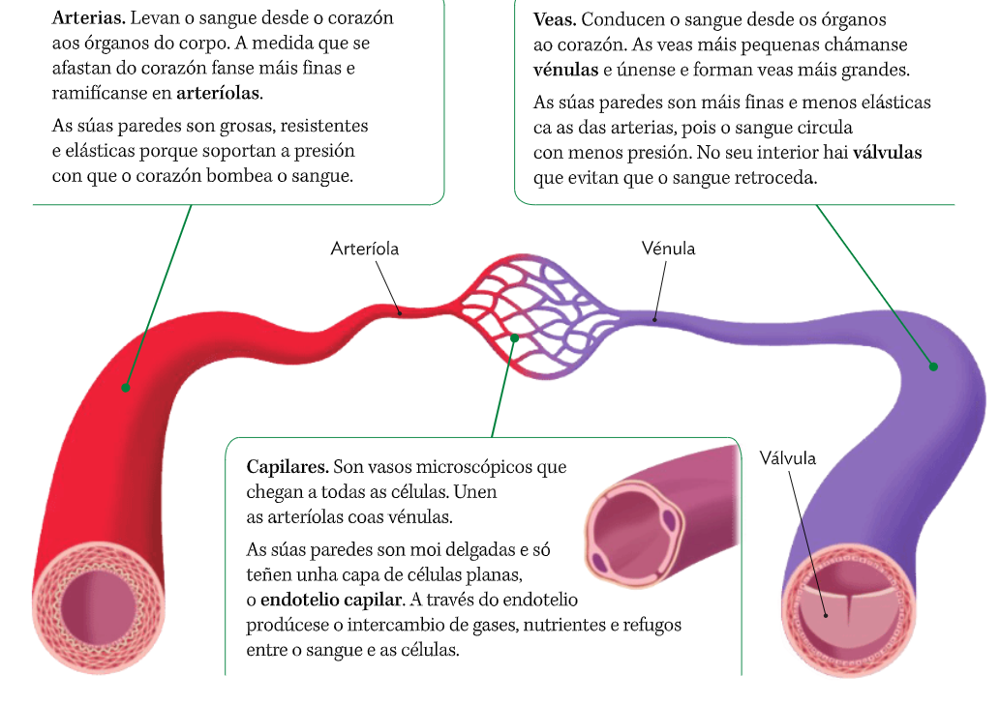 Arterias. Levan o sangue desde o corazón
aos órganos do corpo. A medida que se
afastan do corazón fanse máis finas e
ramifícanse en arteríolas.
As súas paredes son grosas, resistentes
e elásticas porque soportan a presión
con que o corazón bombea o sangue.
Veas. Conducen o sangue desde os órganos
ao corazón. As veas máis pequenas chámanse
vénulas e únense e forman veas máis grandes.
As súas paredes son máis finas e menos elásticas
ca as das arterias, pois o sangue circula
con menos presión. No seu interior hai válvulas
que evitan que o sangue retroceda.
Arteríola
Vénula
Capilares. Son vasos microscópicos que
chegan a todas as células. Unen
as arteríolas coas vénulas.
As súas paredes son moi delgadas e só
teñen unha capa de células planas,
o endotelio capilar. A través do endotelio
prodúcese o intercambio de gases, nutrientes e refugos
entre o sangue e as células.
Válvula